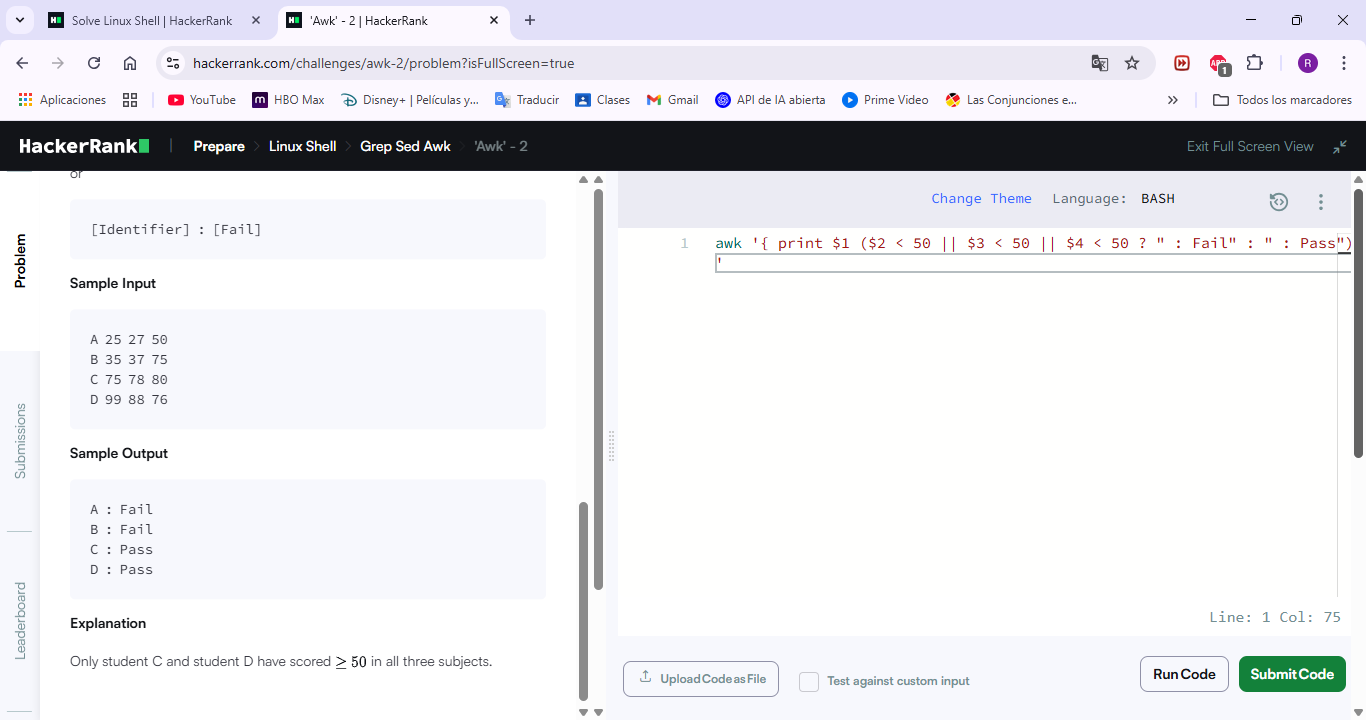 Solve Linux Shell | HackerRank
'Awk' - 2 | HackerRank
hackerrank.com/challenges/awk-2/problem?isFullScreen=true
1
R
Aplicaciones
YouTube
HBO Max
Disney+ | Películas y...
Traducir
Clases
Gmail
API de IA abierta
Prime Video
Las Conjunciones e...
»
Todos los marcadores
HackerRank
Prepare
Linux Shell
Grep Sed Awk
'Awk' - 2
Exit Full Screen View
Problem
Submissions
Leaderboard
or
[Identifier] : [Fail]
Sample Input
A 25 27 50
B 35 37 75
C 75 78 80
D 99 88 76
Sample Output
A : Fail
B : Fail
C : Pass
D : Pass
Explanation
Only student C and student D have scored ≥ 50 in all three subjects.
Change Theme
Language: BASH
1
awk '{ print $1 ($2 < 50 || $3 < 50 || $4 < 50 ? " : Fail" : " : Pass")
'
Line: 1 Col: 75
Upload Code as File
Test against custom input
Run Code
Submit Code